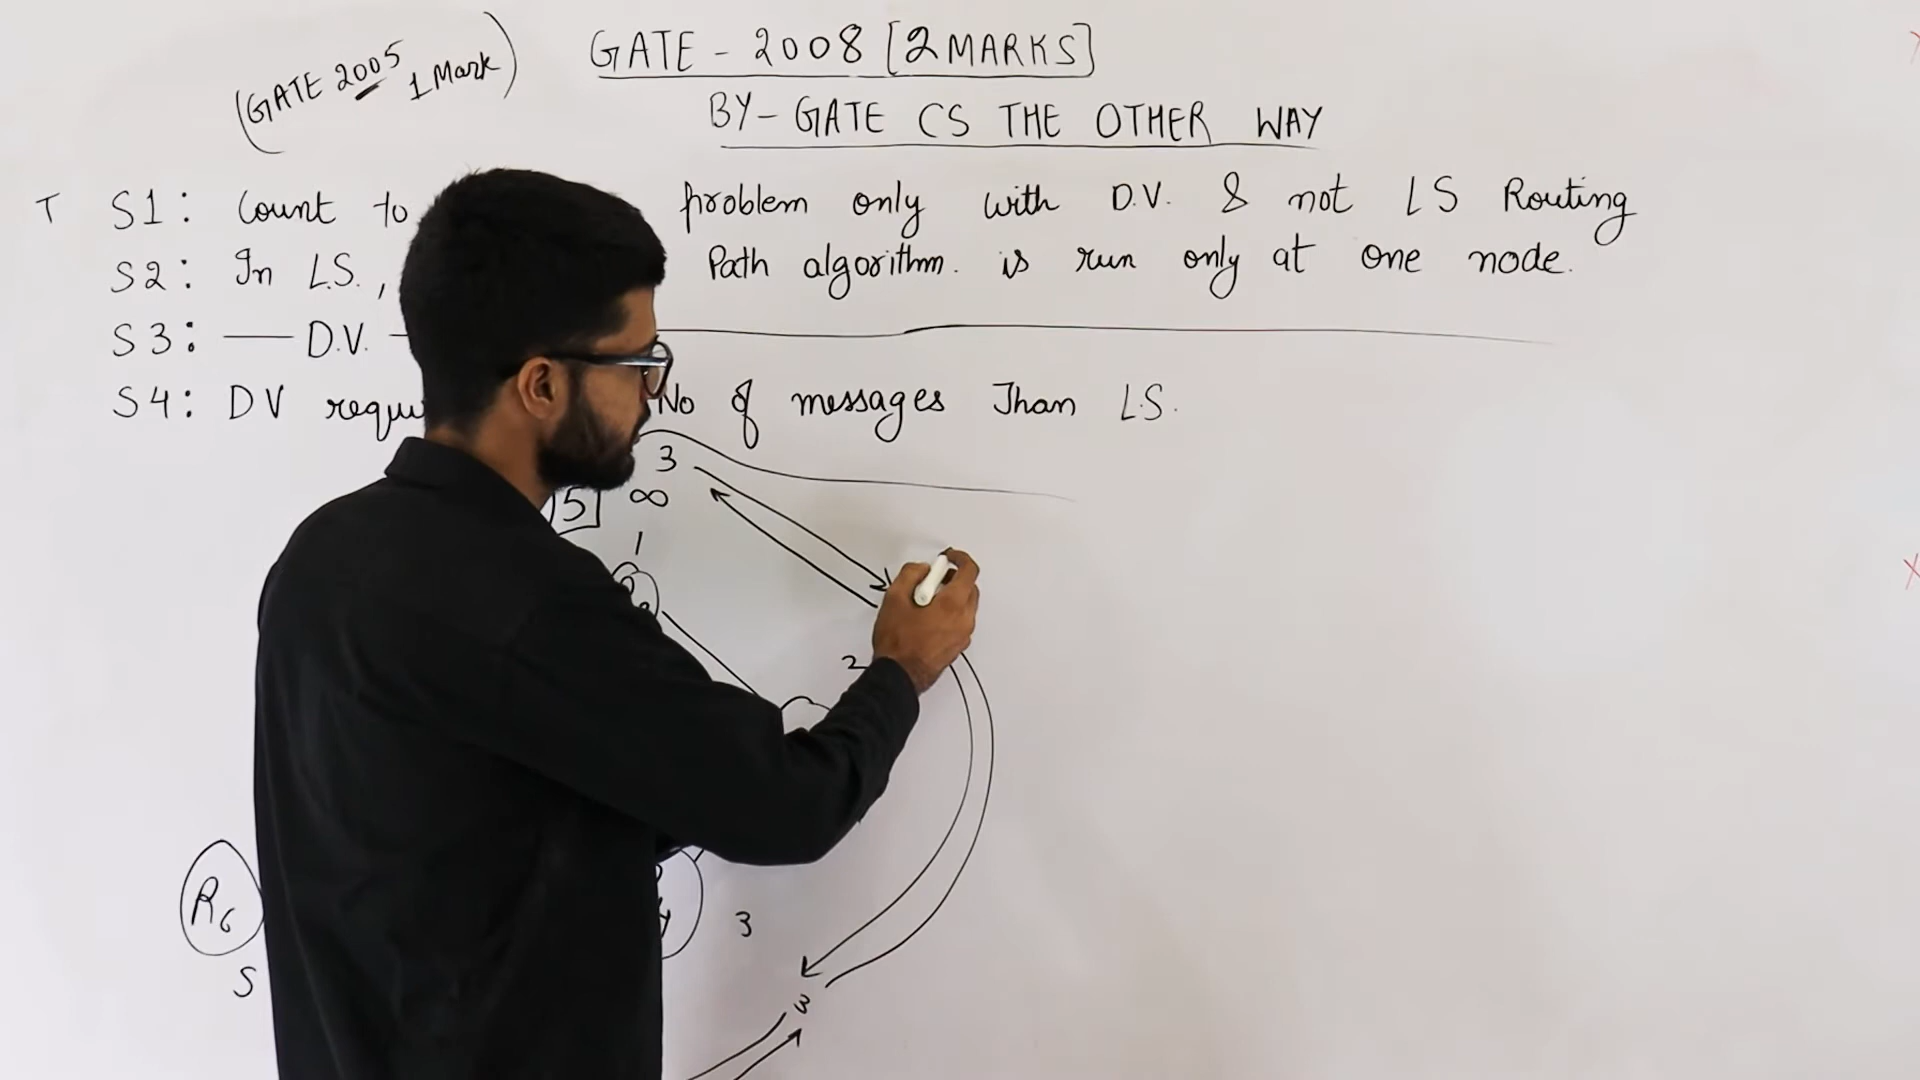 (GATE 2005
1 Mark)
GATE - 2008 [2 MARKS]
BY - GATE CS THE OTHER WAY
T S1: Count to problem only with D.V. & not LS Routing
S2: In L.S., Path algorithm. is run only at one node.
S3: — D.V. —
S4: DV No of messages Than L.S.
3
5 ∞
1
2
R6
3
S
3